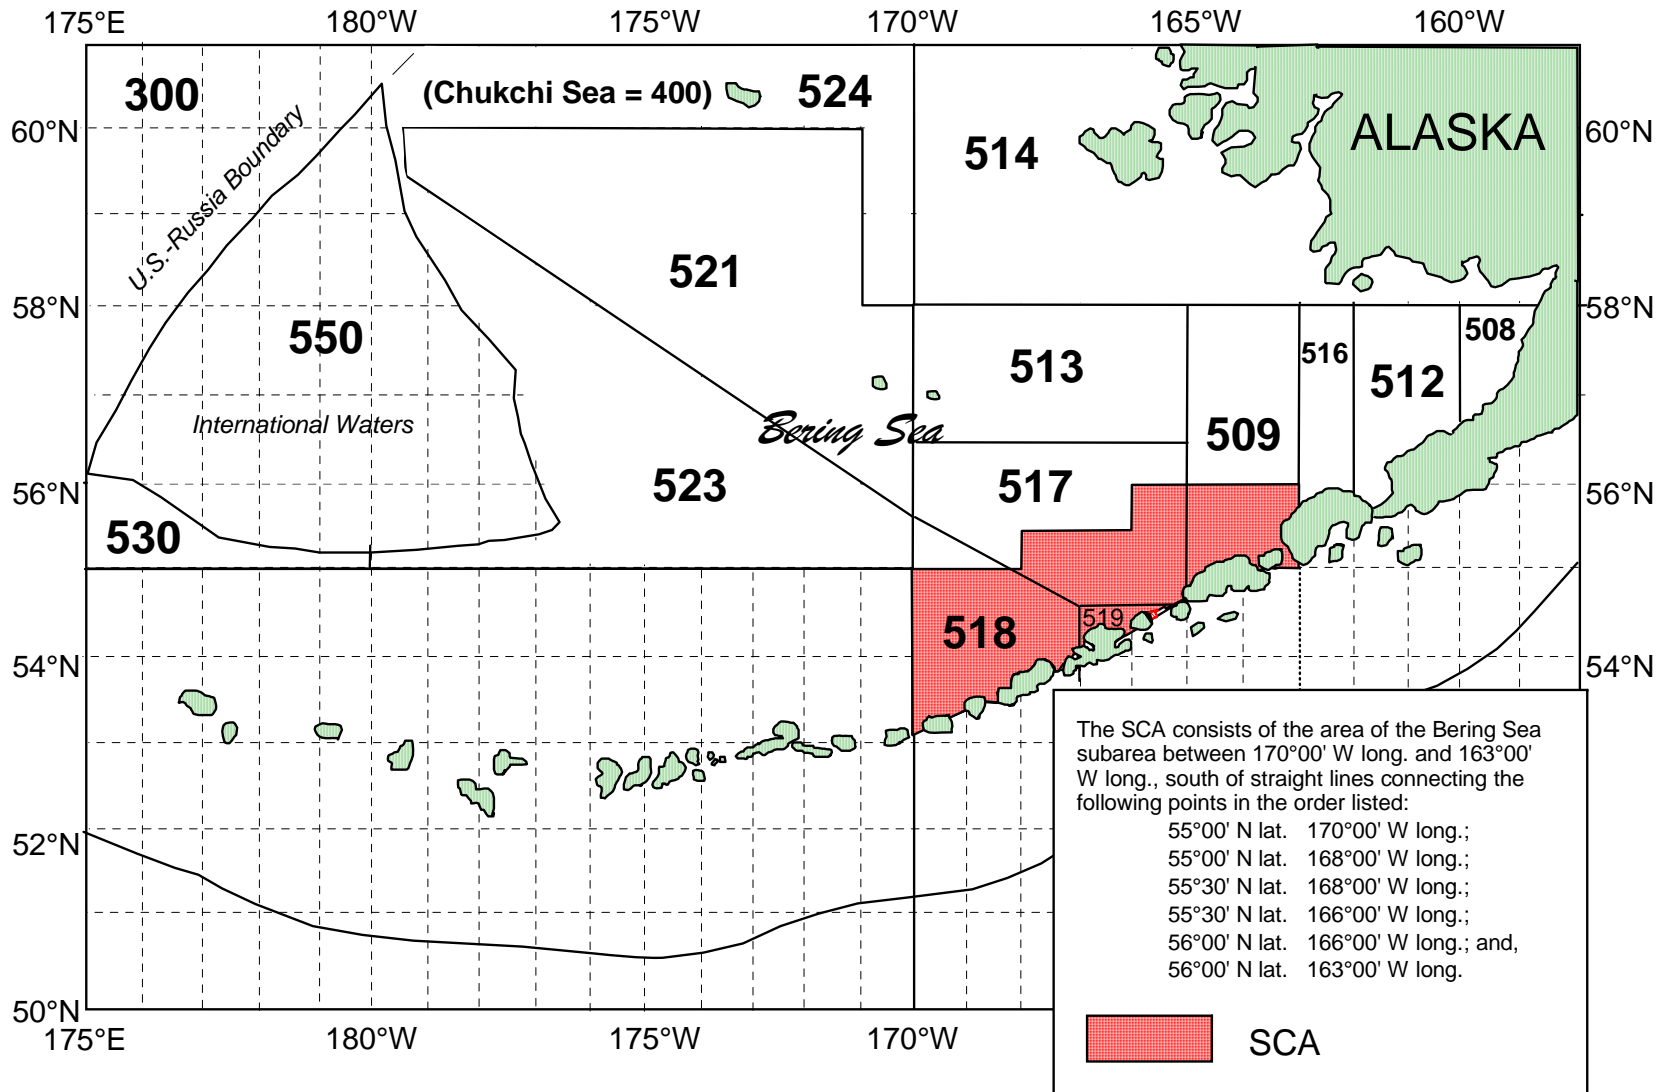 175°E 180°W 175°W 170°W 165°W 160°W
300
(Chukchi Sea = 400)
524
60°N
514
ALASKA
60°N
U.S.-Russia Boundary
521
58°N
58°N
550
513
516
508
512
International Waters
Bering Sea
509
56°N
523
517
56°N
530
519
518
54°N
54°N
The SCA consists of the area of the Bering Sea
subarea between 170°00' W long. and 163°00'
W long., south of straight lines connecting the
following points in the order listed:
55°00' N lat. 170°00' W long.;
55°00' N lat. 168°00' W long.;
55°30' N lat. 168°00' W long.;
55°30' N lat. 166°00' W long.;
56°00' N lat. 166°00' W long.; and,
56°00' N lat. 163°00' W long.
SCA
52°N
50°N
175°E 180°W 175°W 170°W